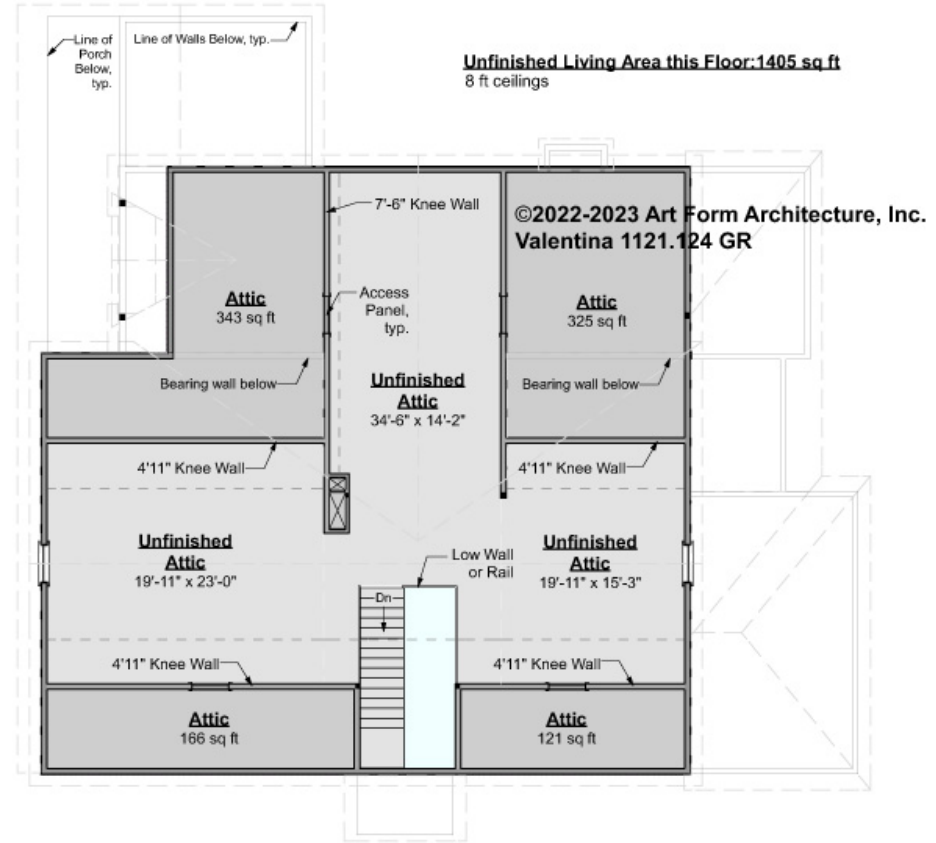 Line of
Porch
Below,
typ.
Line of Walls Below, typ.
Unfinished Living Area this Floor:1405 sq ft
8 ft ceilings
7'-6" Knee Wall
©2022-2023 Art Form Architecture, Inc.
Valentina 1121.124 GR
Attic
343 sq ft
Access
Panel,
typ.
Attic
325 sq ft
Bearing wall below
Unfinished
Attic
34'-6" x 14'-2"
Bearing wall below
4'11" Knee Wall
4'11" Knee Wall
Unfinished
Attic
19'-11" x 23'-0"
Low Wall
or Rail
Unfinished
Attic
19'-11" x 15'-3"
Dn
4'11" Knee Wall
4'11" Knee Wall
Attic
166 sq ft
Attic
121 sq ft